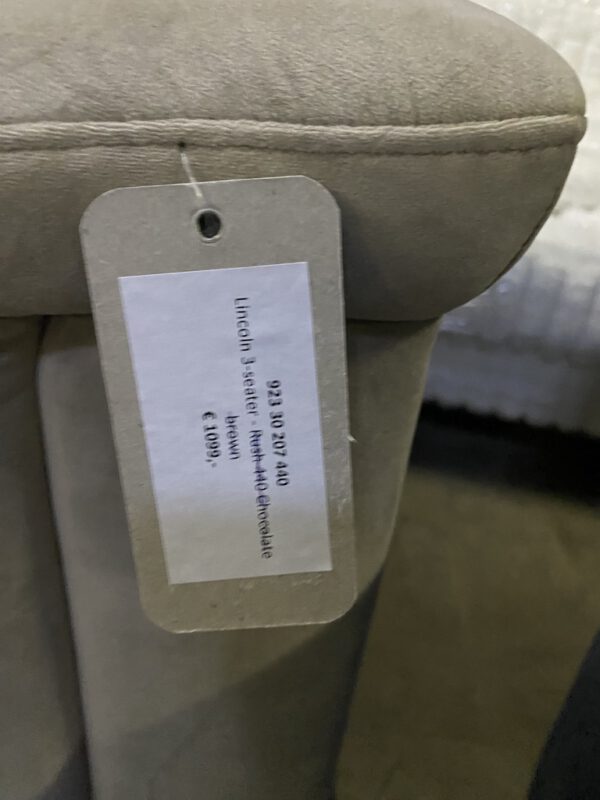 923 30 207 440
Lincoln 3-seater - Rush 440 Chocolate
-brown
€ 1099,-